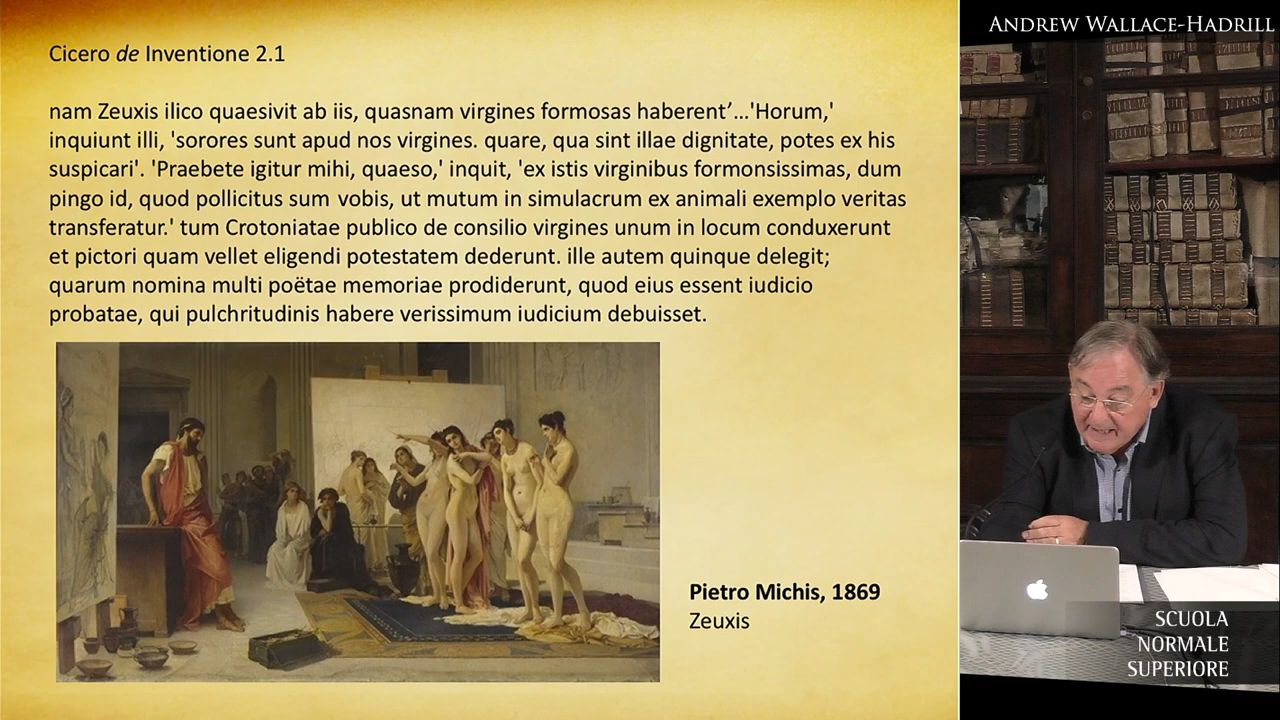 Cicero de Inventione 2.1
nam Zeuxis ilico quaesivit ab iis, quasnam virgines formosas haberent’…'Horum,'
inquiunt illi, 'sorores sunt apud nos virgines. quare, qua sint illae dignitate, potes ex his
suspicari'. 'Praebete igitur mihi, quaeso,' inquit, 'ex istis virginibus formonsissimas, dum
pingo id, quod pollicitus sum vobis, ut mutum in simulacrum ex animali exemplo veritas
transferatur.' tum Crotoniatae publico de consilio virgines unum in locum conduxerunt
et pictori quam vellet eligendi potestatem dederunt. ille autem quinque delegit;
quarum nomina multi poëtae memoriae prodiderunt, quod eius essent iudicio
probatae, qui pulchritudinis habere verissimum iudicium debuisset.
Pietro Michis, 1869
Zeuxis
ANDREW WALLACE-HADRILL
SCUOLA
NORMALE
SUPERIORE